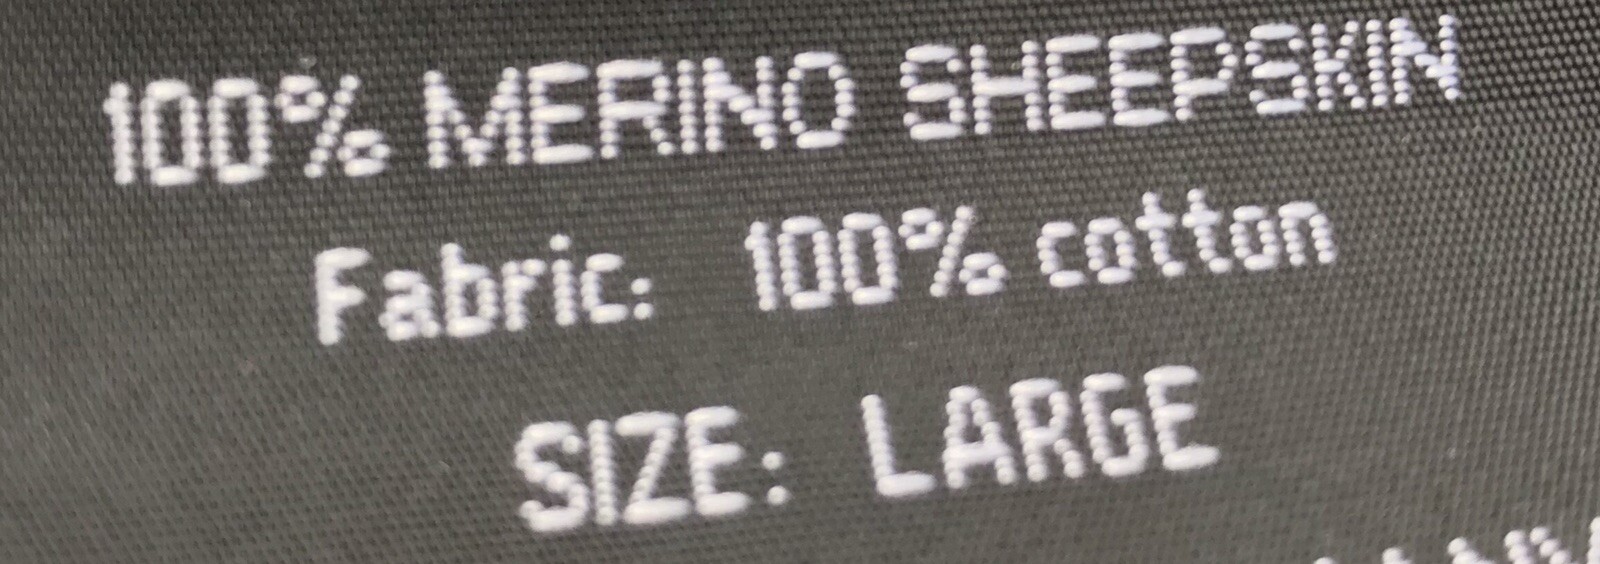 100% MERINO SHEEPSKIN
Fabric: 100% cotton
SIZE: LARGE